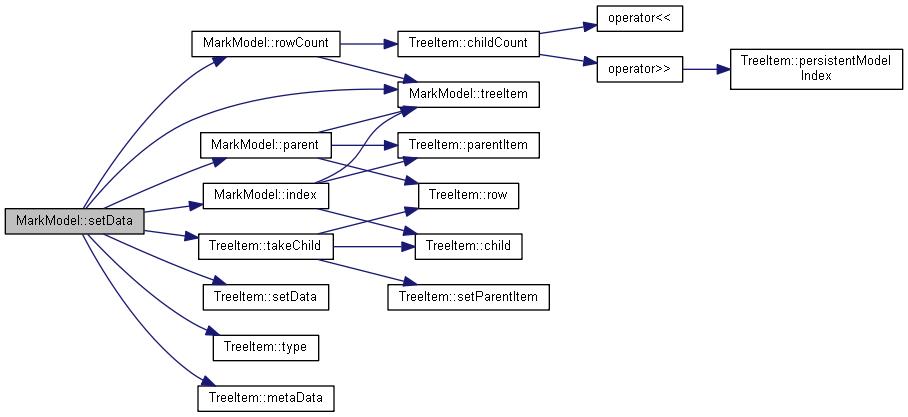 operator<<
MarkModel::rowCount
TreeItem::childCount
operator>>
TreeItem::persistentModel
Index
MarkModel::treeItem
MarkModel::parent
TreeItem::parentItem
MarkModel::index
TreeItem::row
MarkModel::setData
TreeItem::takeChild
TreeItem::child
TreeItem::setData
TreeItem::setParentItem
TreeItem::type
TreeItem::metaData